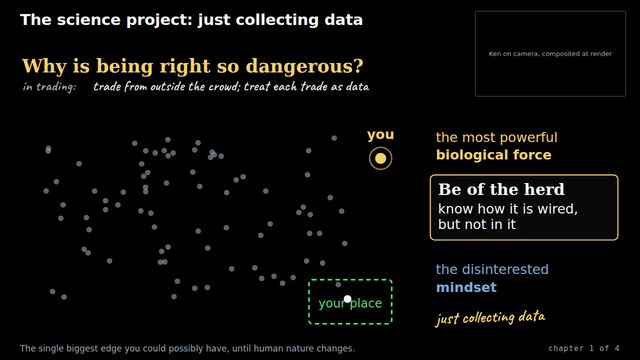 The science project: just collecting data
Ken on camera, composited at render
Why is being right so dangerous?
in trading: trade from outside the crowd; treat each trade as data
you
the most powerful
biological force
Be of the herd
know how it is wired,
but not in it
the disinterested
mindset
your place
just collecting data
The single biggest edge you could possibly have, until human nature changes.
chapter 1 of 4